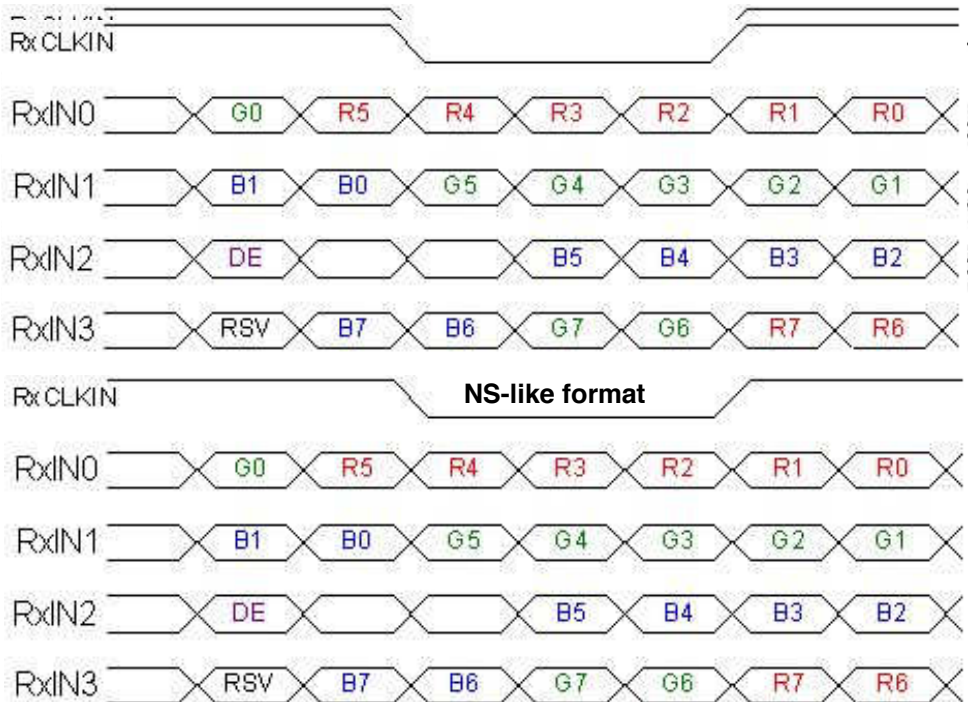 Rx CLKIN
RxIN0 G0 R5 R4 R3 R2 R1 R0
RxIN1 B1 B0 G5 G4 G3 G2 G1
RxIN2 DE B5 B4 B3 B2
RxIN3 RSV B7 B6 G7 G6 R7 R6
Rx CLKIN NS-like format
RxIN0 G0 R5 R4 R3 R2 R1 R0
RxIN1 B1 B0 G5 G4 G3 G2 G1
RxIN2 DE B5 B4 B3 B2
RxIN3 RSV B7 B6 G7 G6 R7 R6